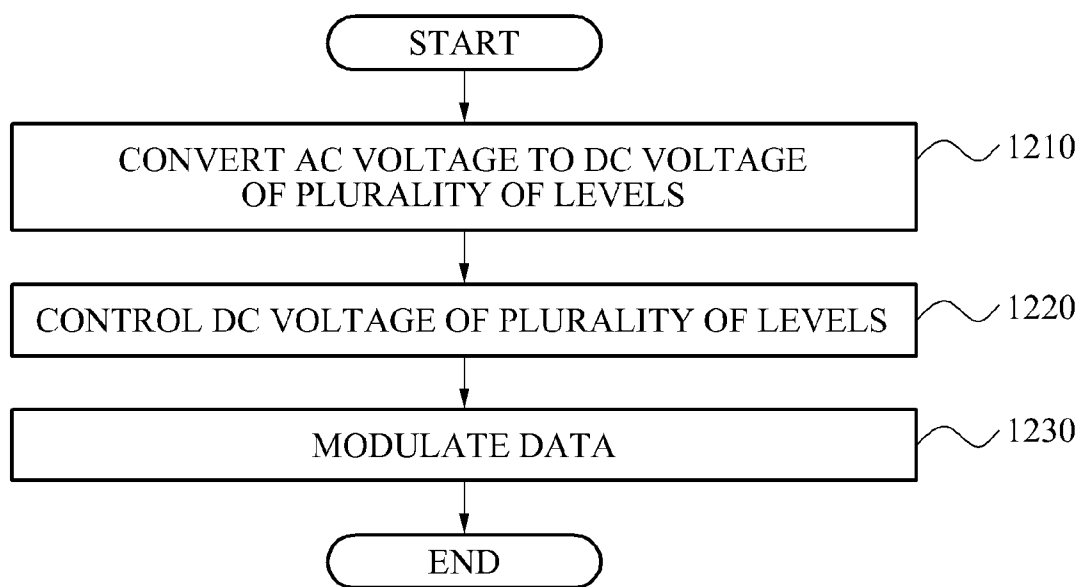 START
CONVERT AC VOLTAGE TO DC VOLTAGE
OF PLURALITY OF LEVELS
1210
CONTROL DC VOLTAGE OF PLURALITY OF LEVELS
1220
MODULATE DATA
1230
END